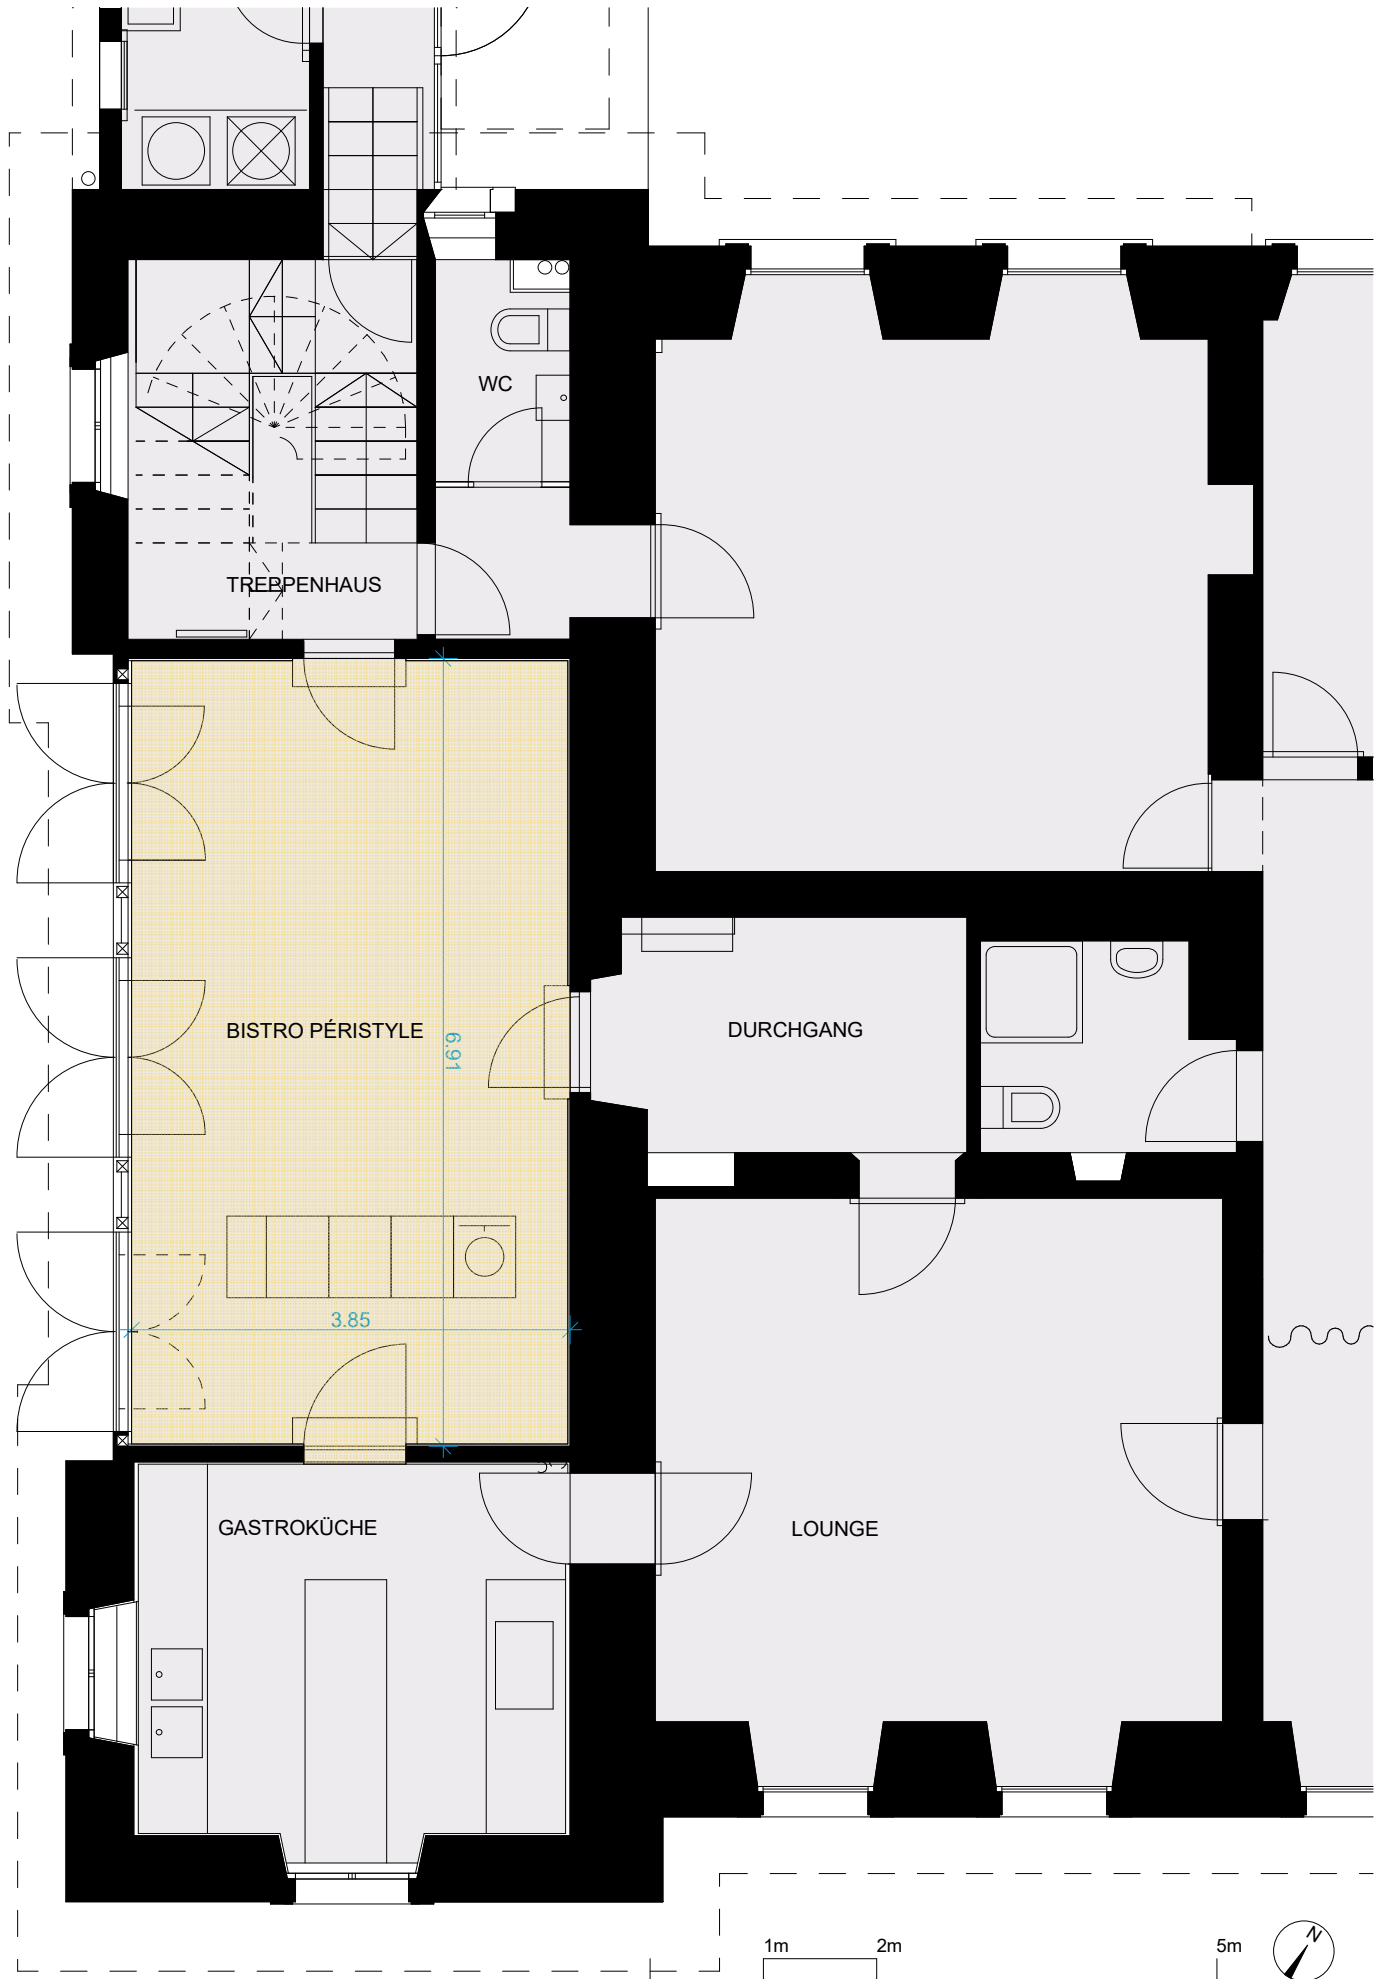 WC
TREPPENHAUS
BISTRO PÉRISTYLE
6.91
DURCHGANG
3.85
GASTROKÜCHE
LOUNGE
1m 2m 5m
N